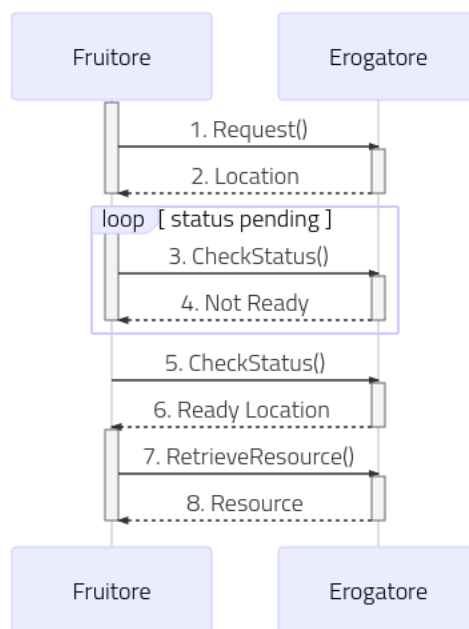 Fruitore
Erogatore
1. Request()
2. Location
loop [ status pending ]
3. CheckStatus()
4. Not Ready
5. CheckStatus()
6. Ready Location
7. RetrieveResource()
8. Resource
Fruitore
Erogatore